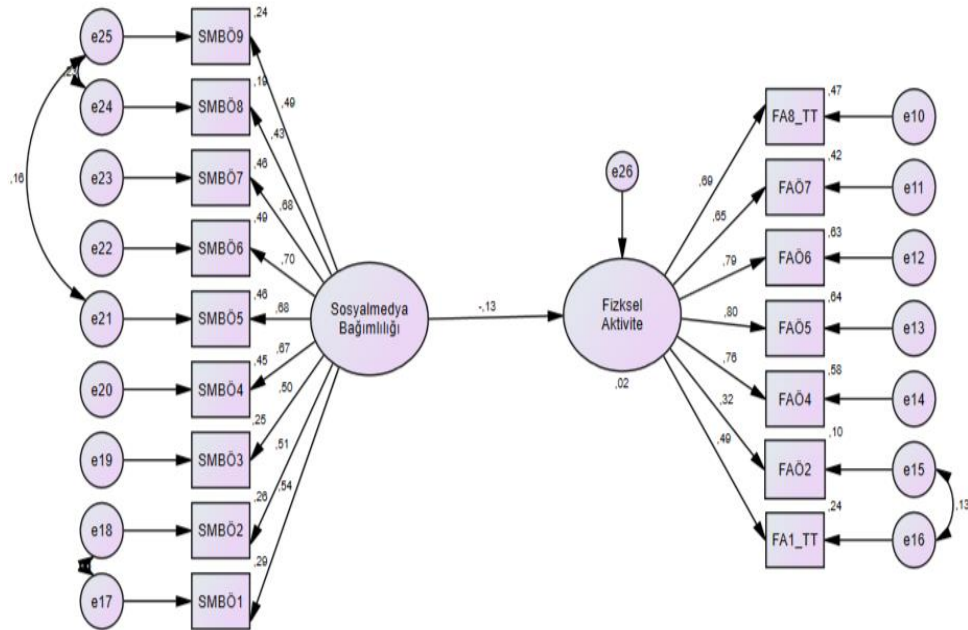 ,24
e25
SMBÖ9
,19
,49
e24
SMBÖ8
,43
,46
e23
SMBÖ7
,68
,49
e22
SMBÖ6
,70
,16
,46
e21
SMBÖ5
,68
,45
,67
e20
SMBÖ4
,50
,25
e19
SMBÖ3
,51
,26
,54
e18
SMBÖ2
,29
e17
SMBÖ1
Sosyalmedya
Bağımlılığı
-,13
e26
Fizksel
Aktivite
,02
,47
FA8_TT
e10
,69
,42
FAÖ7
e11
,65
,63
FAÖ6
e12
,79
,64
FAÖ5
e13
,80
,58
FAÖ4
e14
,76
,10
FAÖ2
e15
,32
,24
,13
FA1_TT
e16
,49